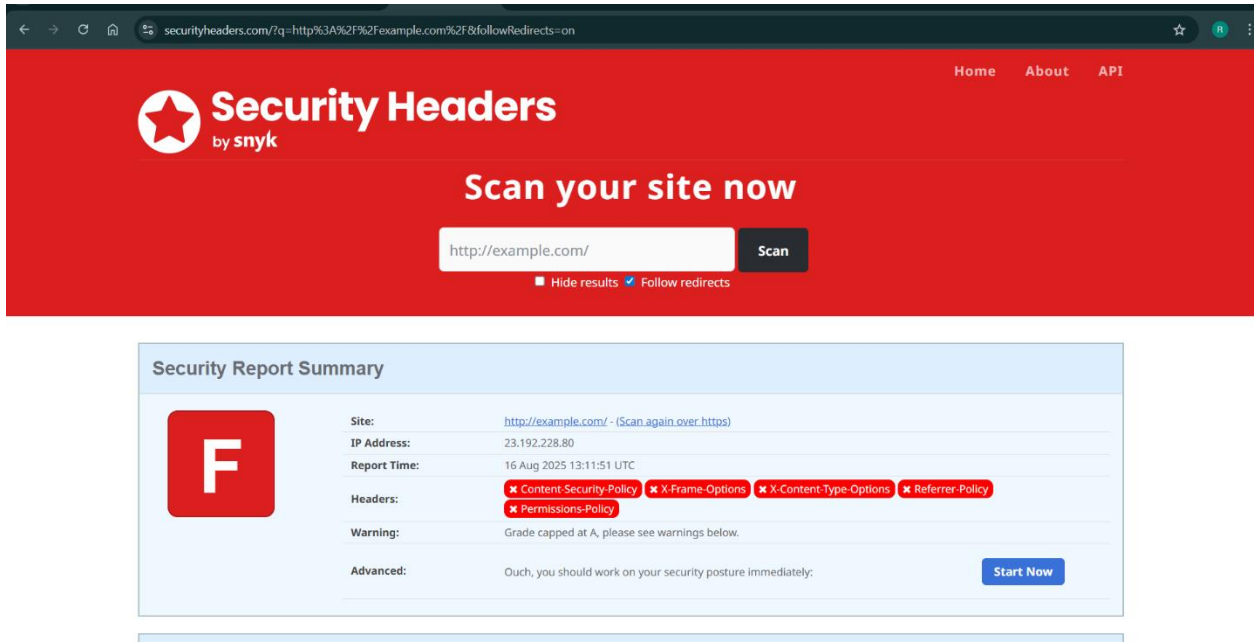 securityheaders.com/?q=http%3A%2F%2Fexample.com%2F&followRedirects=on
R
Home About API
Security Headers
by snyk
Scan your site now
http://example.com/ Scan
Hide results Follow redirects
Security Report Summary
F
Site: http://example.com/ - (Scan again over https)
IP Address: 23.192.228.80
Report Time: 16 Aug 2025 13:11:51 UTC
Headers: ✖ Content-Security-Policy ✖ X-Frame-Options ✖ X-Content-Type-Options ✖ Referrer-Policy
✖ Permissions-Policy
Warning: Grade capped at A, please see warnings below.
Advanced: Ouch, you should work on your security posture immediately: Start Now